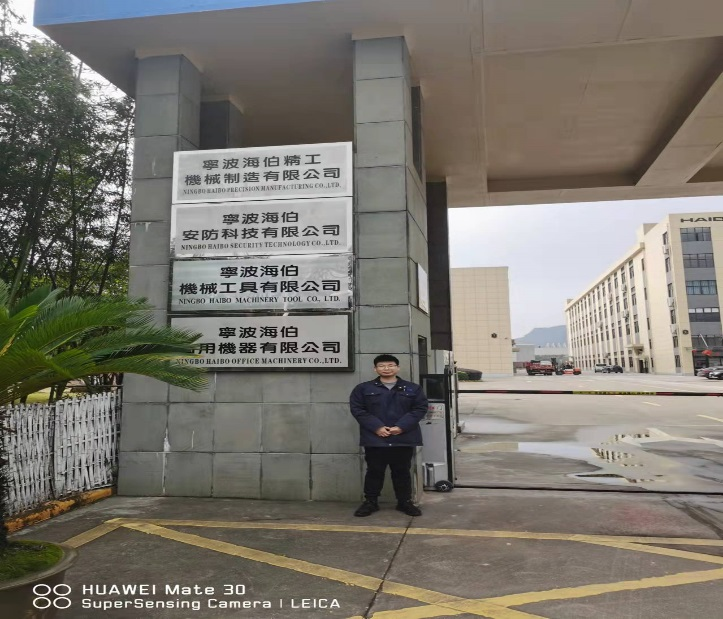 寧波海伯精工
機械制造有限公司
NINGBO HAIBO PRECISION MANUFACTURING CO.,LTD.
寧波海伯
安防科技有限公司
NINGBO HAIBO SECURITY TECHNOLOGY CO.,LTD.
寧波海伯
機械工具有限公司
NINGBO HAIBO MACHINERY TOOL CO., LTD.
寧波海伯
用機器有限公司
NINGBO HAIBO OFFICE MACHINERY CO.,LTD.
HUAWEI Mate 30
SuperSensing Camera | LEICA